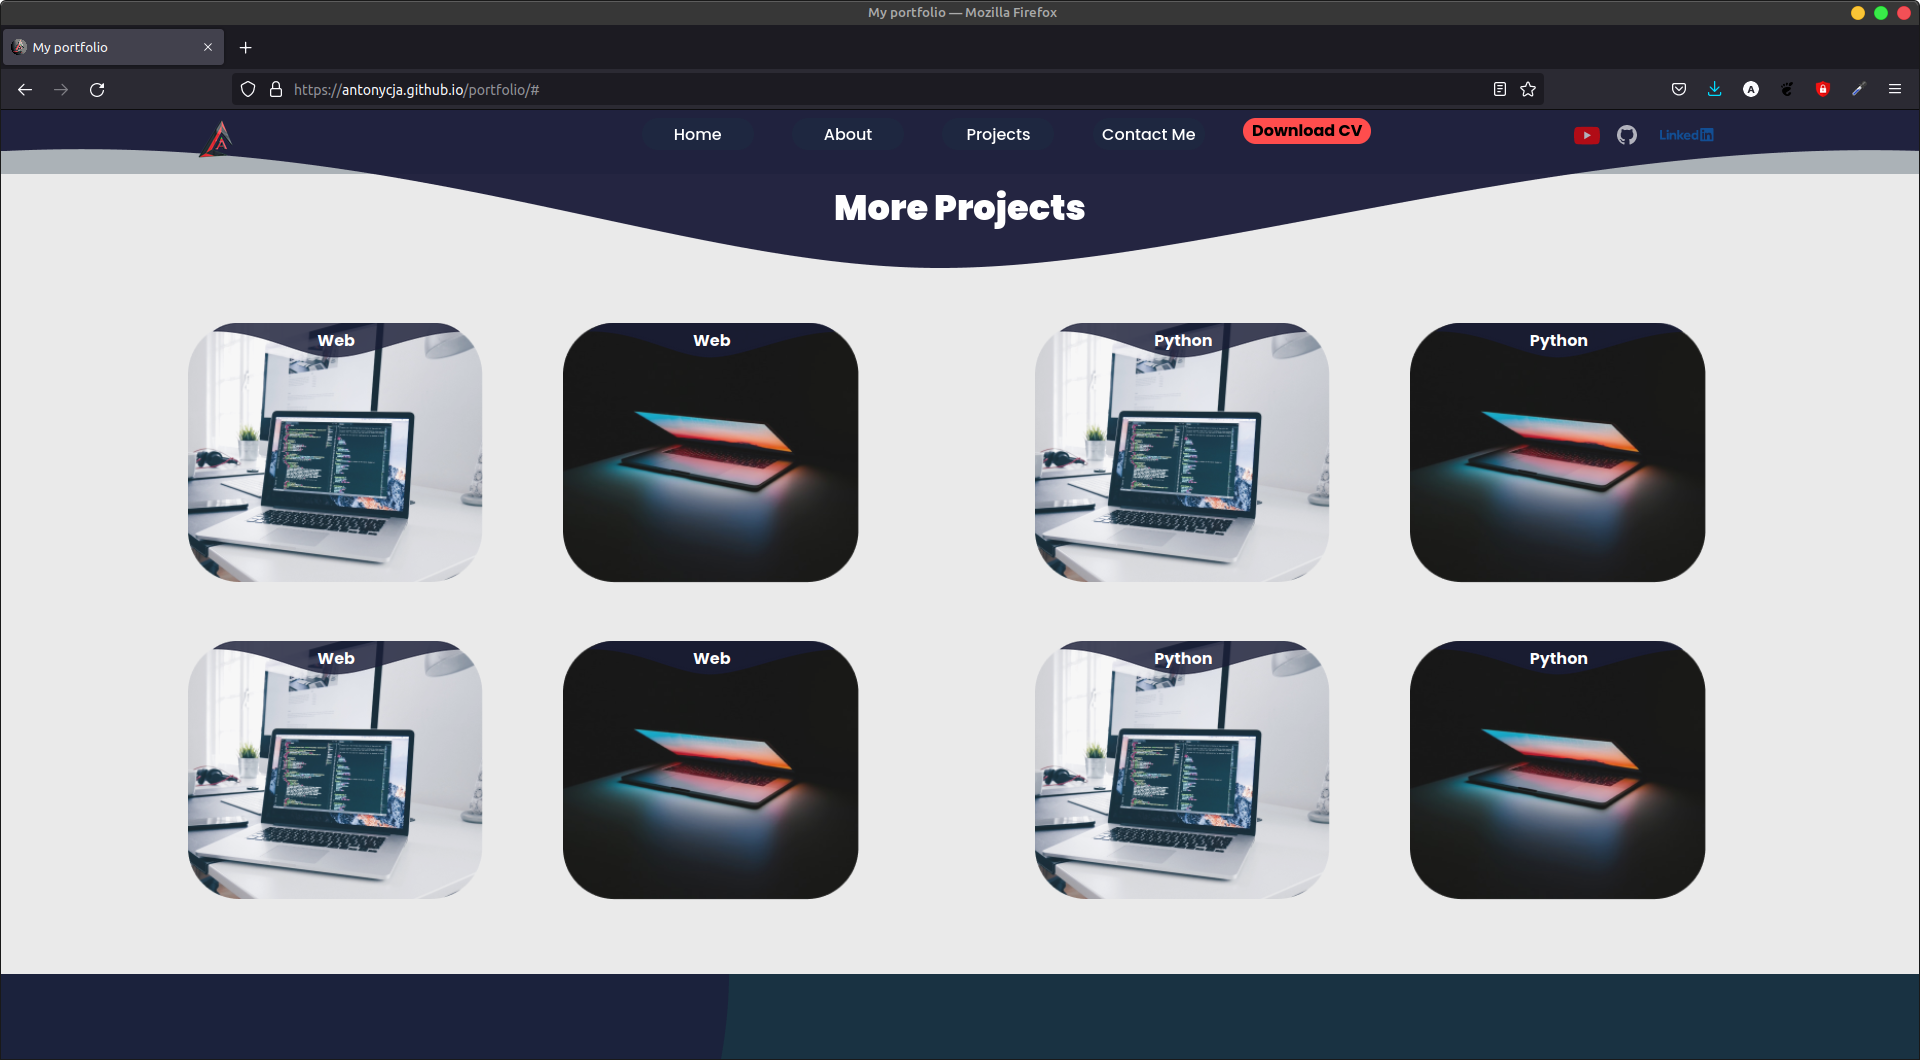 My portfolio — Mozilla Firefox
My portfolio
https://antonycja.github.io/portfolio/#
A
Home About Projects Contact Me Download CV
LinkedIn
More Projects
Web Web Python Python
Web Web Python Python